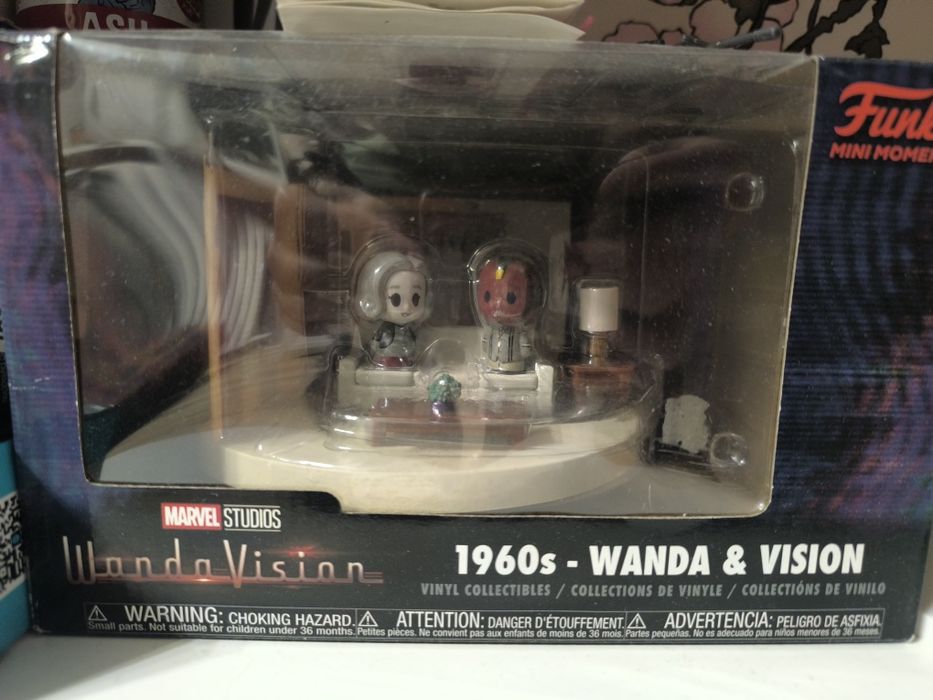 ASH
Funk
MINI MOME
MARVEL STUDIOS
WandaVision
1960s - WANDA & VISION
VINYL COLLECTIBLES / COLLECTIONS DE VINYLE / COLLECTIÓNS DE VINILO
WARNING: CHOKING HAZARD.
Small parts. Not suitable for children under 36 months.
ATTENTION: DANGER D'ÉTOUFFEMENT.
Petites pièces. Ne convient pas aux enfants de moins de 36 mois.
ADVERTENCIA: PELIGRO DE ASFIXIA.
Partes pequeñas. No es adecuado para niños menores de 36 meses.